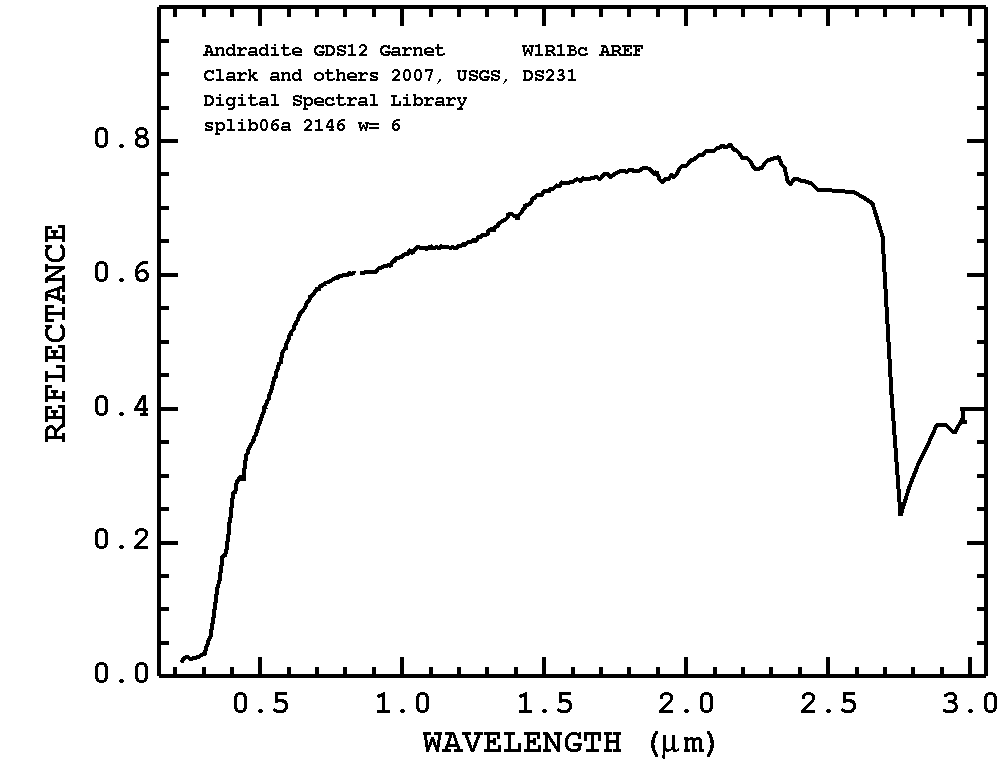 Andradite GDS12 Garnet W1R1Bc AREF
Clark and others 2007, USGS, DS231
Digital Spectral Library
splib06a 2146 w= 6
0.8
0.6
0.4
0.2
0.0
REFLECTANCE
0.5 1.0 1.5 2.0 2.5 3.0
WAVELENGTH (μm)